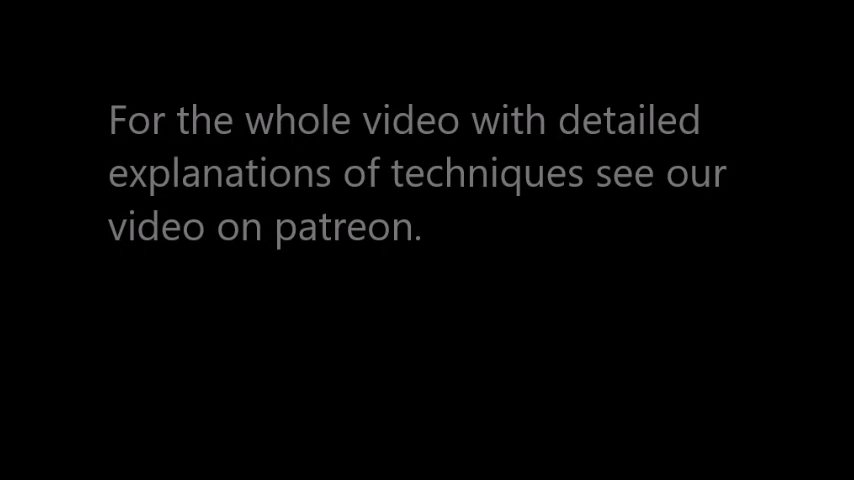 For the whole video with detailed
explanations of techniques see our
video on patreon.